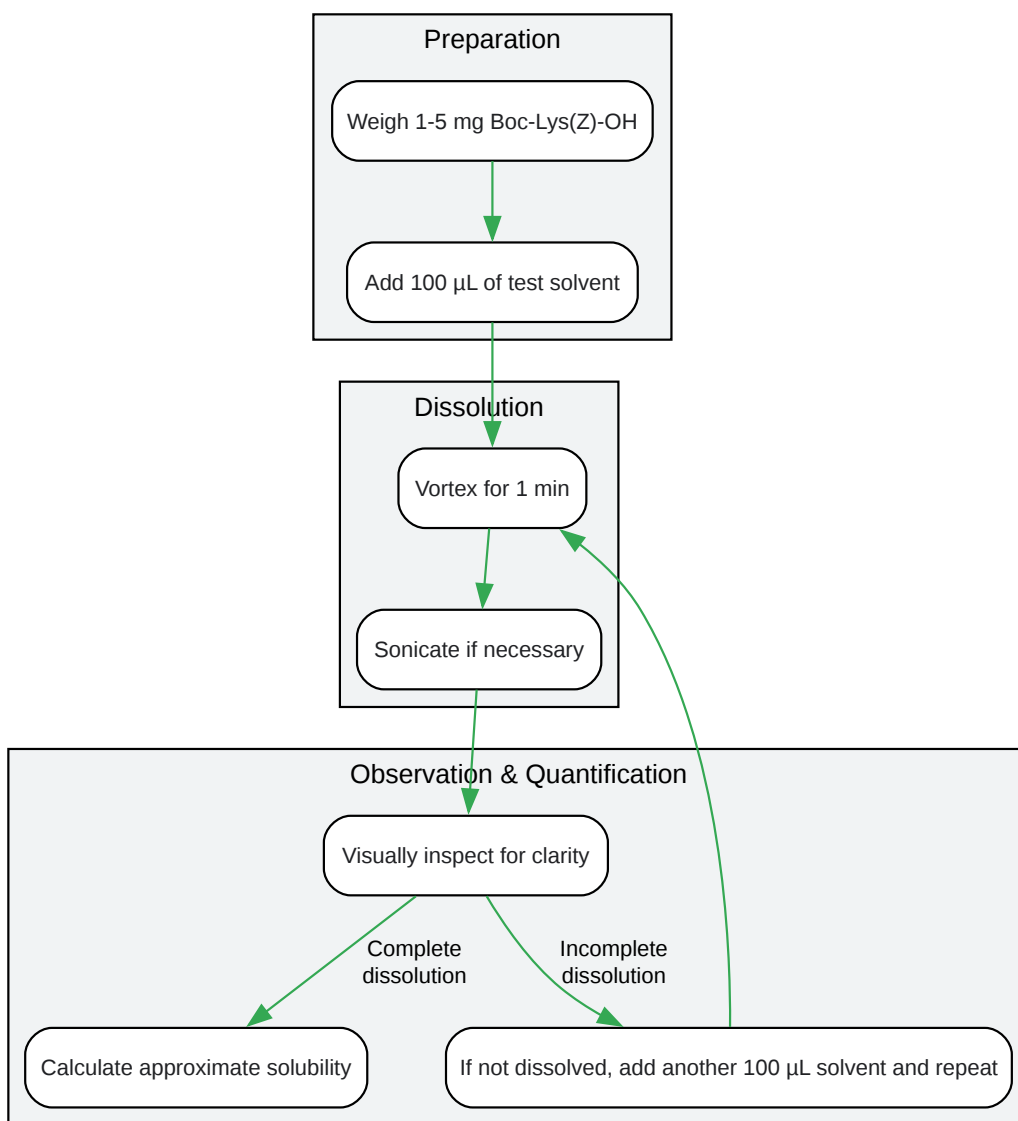 Preparation
Weigh 1-5 mg Boc-Lys(Z)-OH
Add 100 µL of test solvent
Dissolution
Vortex for 1 min
Sonicate if necessary
Observation & Quantification
Visually inspect for clarity
Complete
dissolution
Incomplete
dissolution
Calculate approximate solubility
If not dissolved, add another 100 µL solvent and repeat